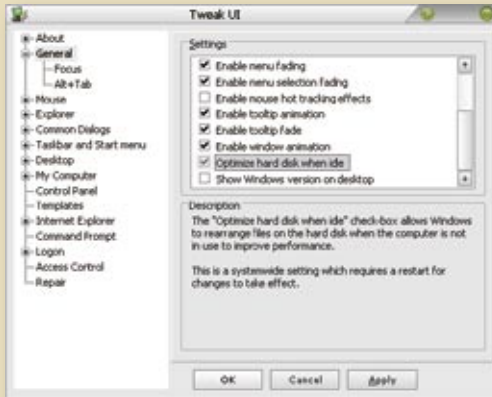 Tweak UI
About
General
Focus
Alt+Tab
Mouse
Explorer
Common Dialogs
Taskbar and Start menu
Desktop
My Computer
Control Panel
Templates
Internet Explorer
Command Prompt
Logon
Access Control
Repair
Settings
Enable menu fading
Enable menu selection fading
Enable mouse hot tracking effects
Enable tooltip animation
Enable tooltip fade
Enable window animation
Optimize hard disk when ide
Show Windows version on desktop
Description
The "Optimize hard disk when ide" check-box allows Windows
to rearrange files on the hard disk when the computer is not
in use to improve performance.
This is a systemwide setting which requires a restart for
changes to take effect.
OK
Cancel
Apply